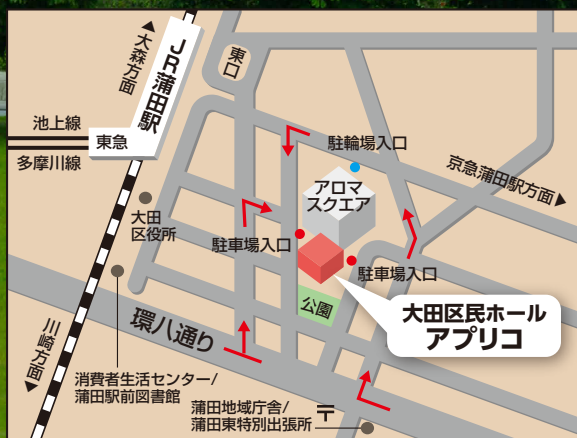 大森方面
JR蒲田駅
東口
池上線
東急
多摩川線
駐輪場入口
アロマ
スクエア
京急蒲田駅方面
大田
区役所
駐車場入口
駐車場入口
公園
大田区民ホール
アプリコ
環八通り
川崎方面
消費者生活センター/
蒲田駅前図書館
蒲田地域庁舎/
蒲田東特別出張所
〒